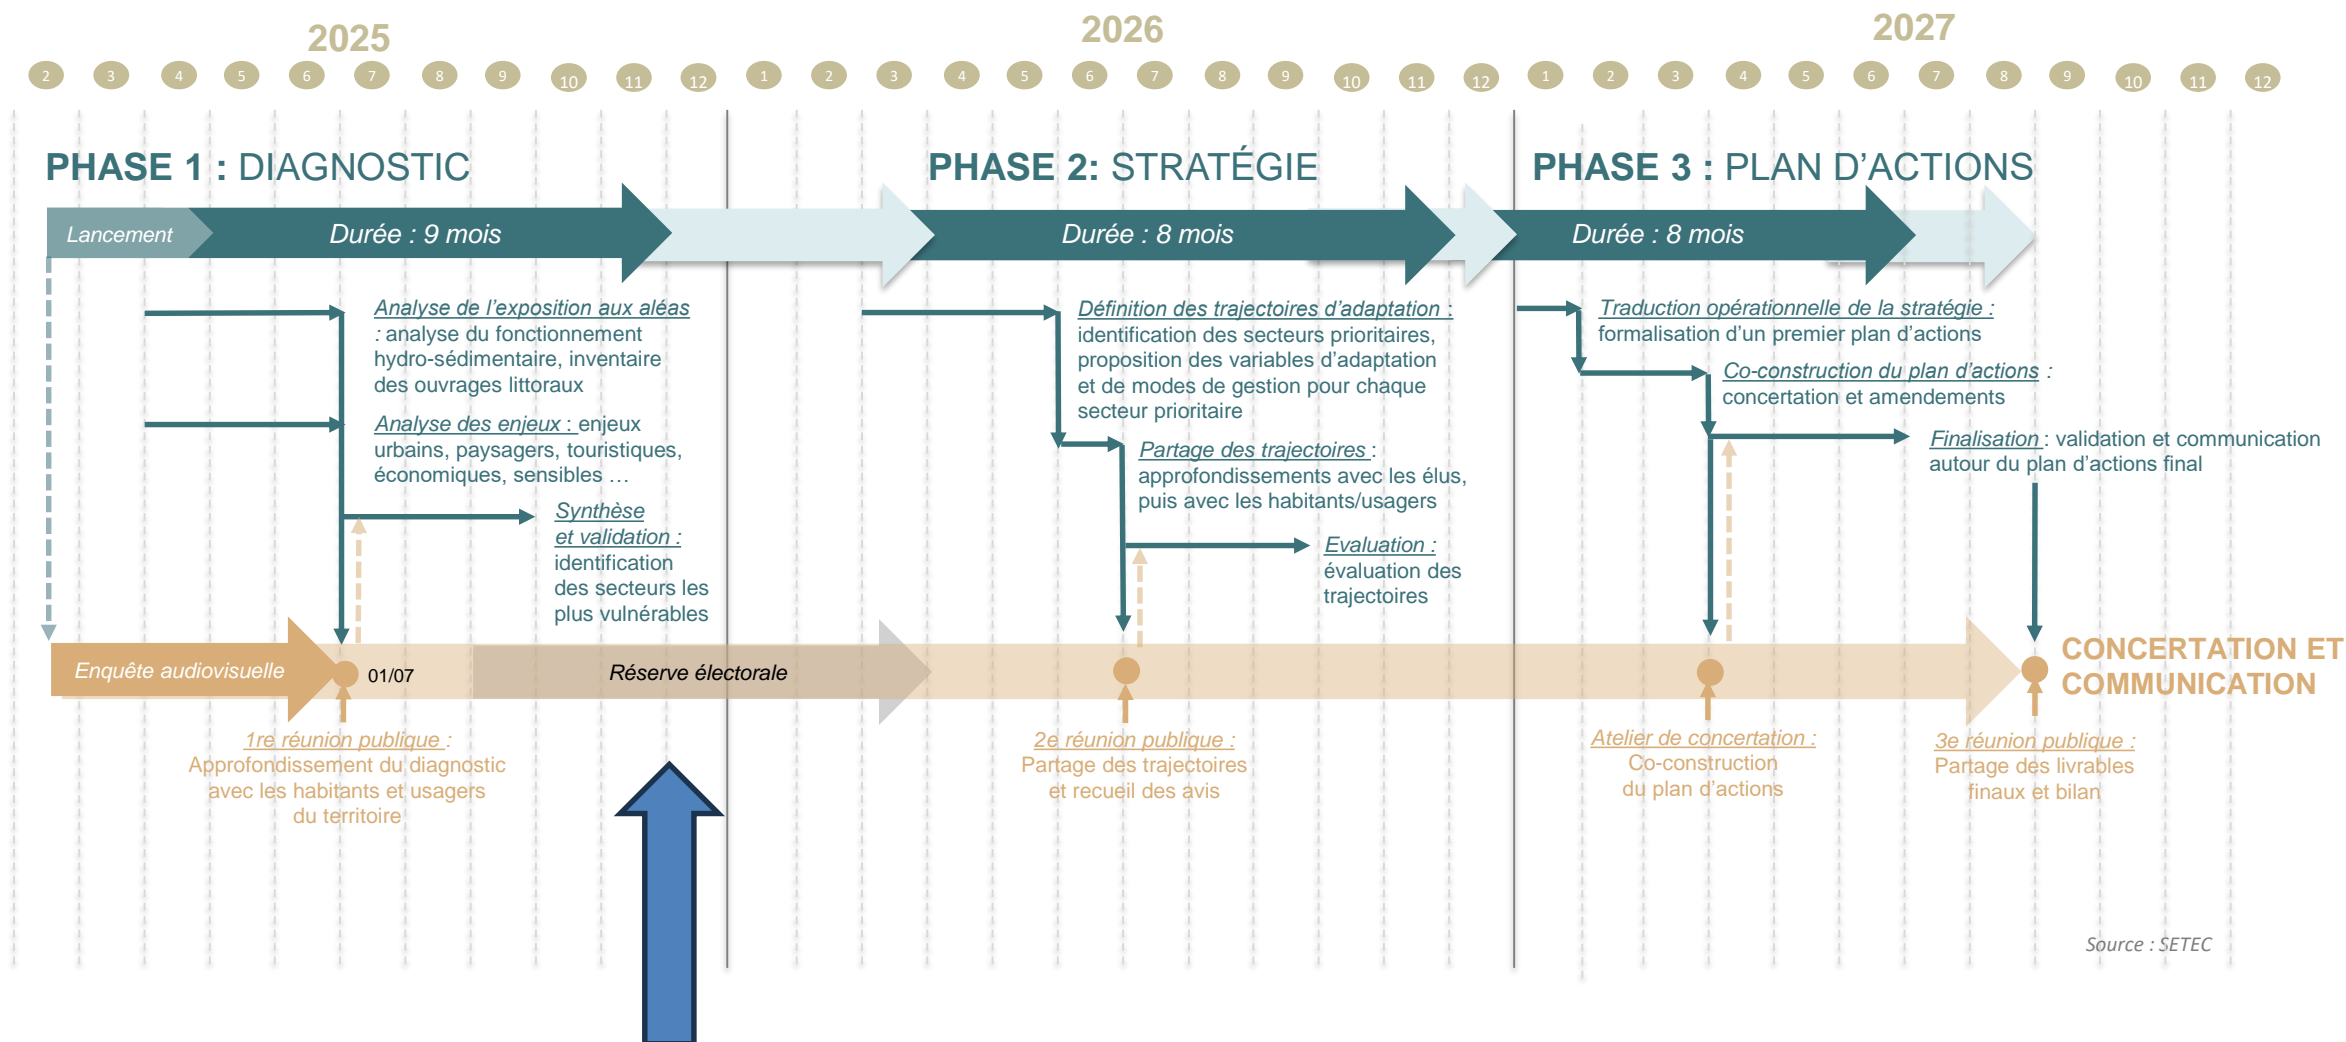 2025
2026
2027
2 3 4 5 6 7 8 9 10 11 12 1 2 3 4 5 6 7 8 9 10 11 12 1 2 3 4 5 6 7 8 9 10 11 12
PHASE 1 : DIAGNOSTIC
PHASE 2: STRATÉGIE
PHASE 3 : PLAN D’ACTIONS
Lancement
Durée : 9 mois
Durée : 8 mois
Durée : 8 mois
Analyse de l’exposition aux aléas
: analyse du fonctionnement
hydro-sédimentaire, inventaire
des ouvrages littoraux
Analyse des enjeux : enjeux
urbains, paysagers, touristiques,
économiques, sensibles …
Synthèse
et validation :
identification
des secteurs les
plus vulnérables
Définition des trajectoires d’adaptation :
identification des secteurs prioritaires,
proposition des variables d’adaptation
et de modes de gestion pour chaque
secteur prioritaire
Partage des trajectoires :
approfondissements avec les élus,
puis avec les habitants/usagers
Evaluation :
évaluation des
trajectoires
Traduction opérationnelle de la stratégie :
formalisation d’un premier plan d’actions
Co-construction du plan d’actions :
concertation et amendements
Finalisation : validation et communication
autour du plan d’actions final
Enquête audiovisuelle
01/07
Réserve électorale
CONCERTATION ET
COMMUNICATION
1re réunion publique :
Approfondissement du diagnostic
avec les habitants et usagers
du territoire
2e réunion publique :
Partage des trajectoires
et recueil des avis
Atelier de concertation :
Co-construction
du plan d’actions
3e réunion publique :
Partage des livrables
finaux et bilan
Source : SETEC